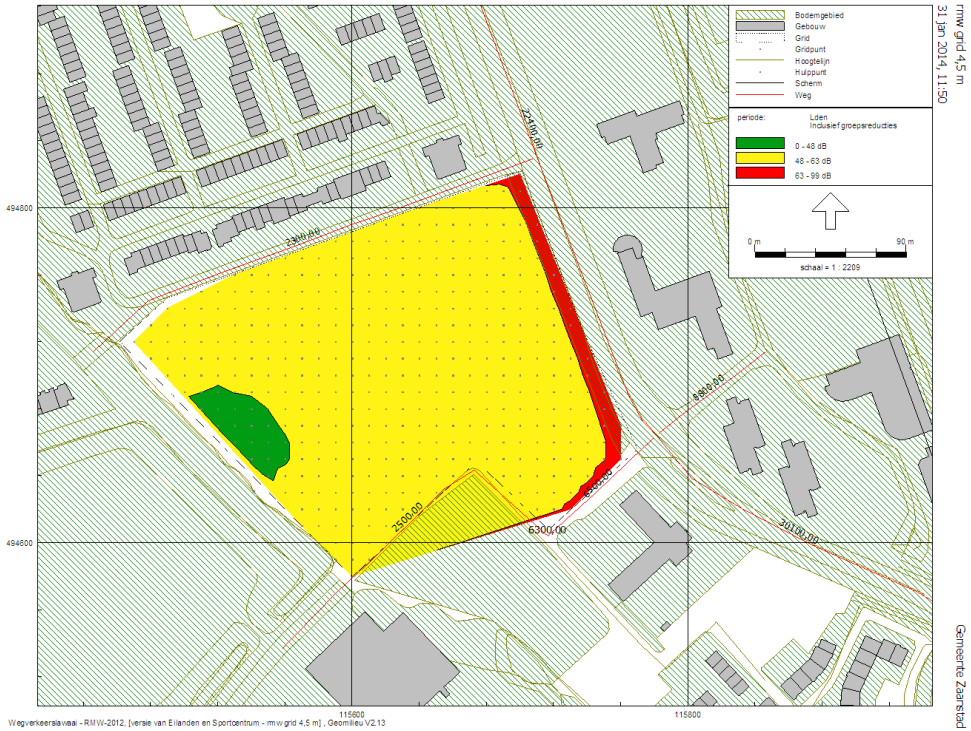 rmw grid 4,5 m
31 jan 2014, 11:50
Bodemgebied
Gebouw
Grid
Gridpunt
Hoogtelijn
Hulppunt
Scherm
Weg
periode: Lden
Inclusief groepsreducties
0 - 48 dB
48 - 63 dB
63 - 99 dB
0 m 90 m
schaal = 1 : 2209
22400,00
494800
2300,00
8800,00
6500,00
2500,00
6300,00
30100,00
494600
115600
115800
Gemeente Zaanstad
Wegverkeerslawaai - RMW-2012, [versie van Eilanden en Sportcentrum - rmw grid 4,5 m] , Geomilieu V2.13